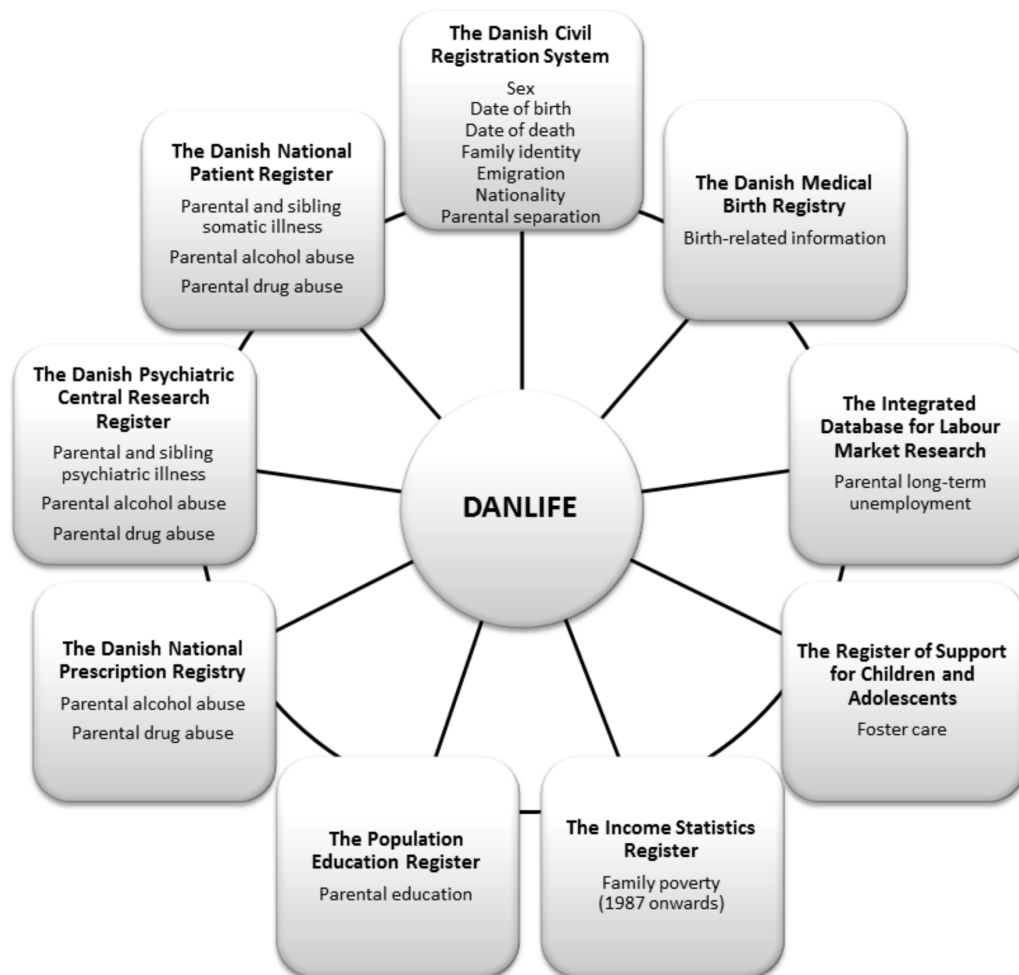 The Danish Civil
Registration System
Sex
Date of birth
Date of death
Family identity
Emigration
Nationality
Parental separation
The Danish Medical
Birth Registry
Birth-related information
The Integrated
Database for Labour
Market Research
Parental long-term
unemployment
The Register of Support
for Children and
Adolescents
Foster care
The Income Statistics
Register
Family poverty
(1987 onwards)
The Population
Education Register
Parental education
The Danish National
Prescription Registry
Parental alcohol abuse
Parental drug abuse
The Danish Psychiatric
Central Research
Register
Parental and sibling
psychiatric illness
Parental alcohol abuse
Parental drug abuse
The Danish National
Patient Register
Parental and sibling
somatic illness
Parental alcohol abuse
Parental drug abuse
DANLIFE